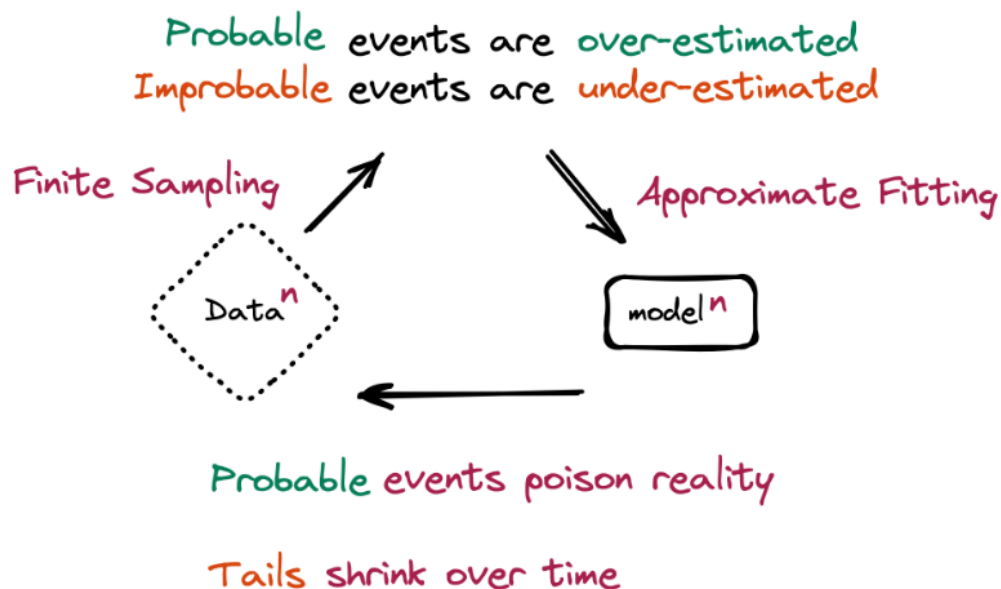 Probable events are over-estimated
Improbable events are under-estimated
Finite Sampling
Approximate Fitting
Data^n
model^n
Probable events poison reality
Tails shrink over time